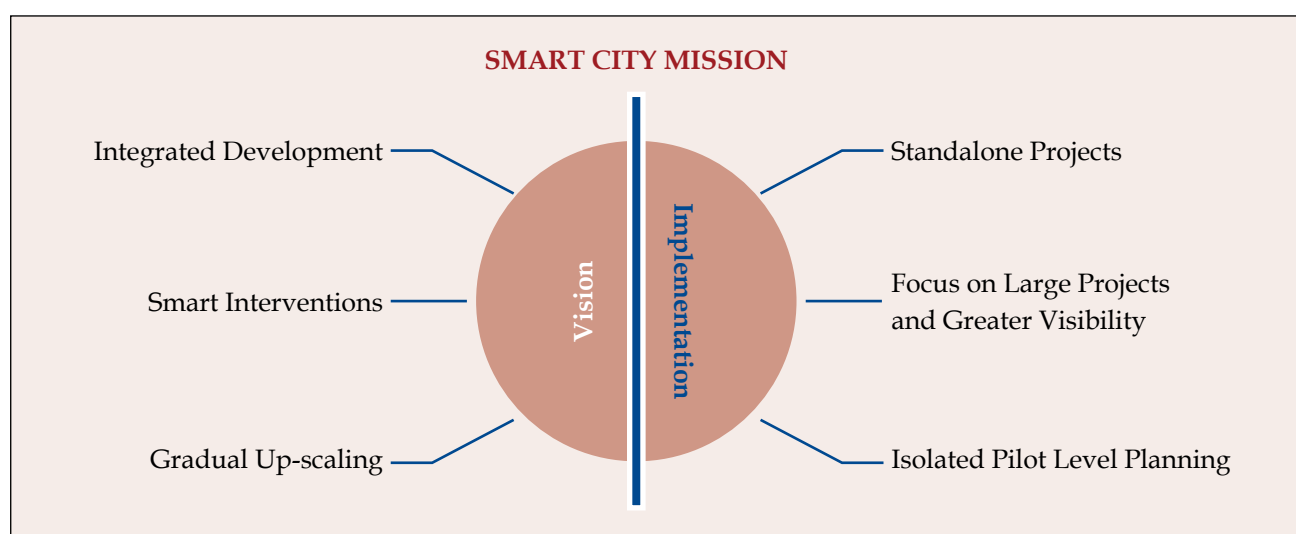 SMART CITY MISSION
Integrated Development
Smart Interventions
Gradual Up-scaling
Vision
Implementation
Standalone Projects
Focus on Large Projects
and Greater Visibility
Isolated Pilot Level Planning